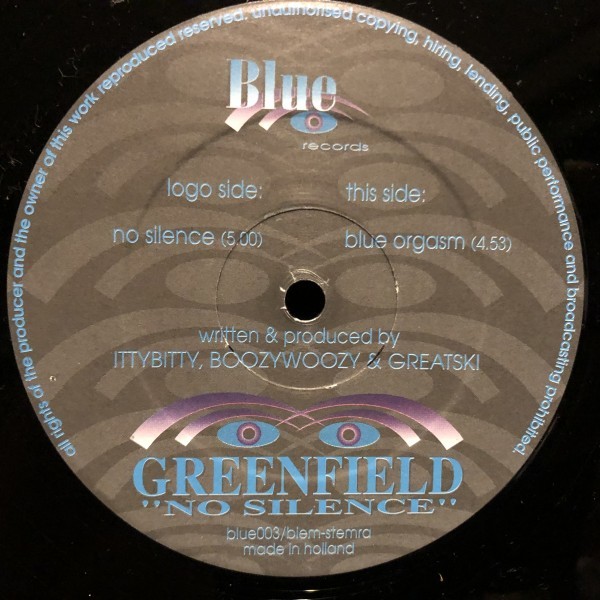 all rights of the producer and the owner of this work reproduced reserved. unauthorised copying, hiring, lending, public performance and broadcasting prohibited.
Blue
records
logo side: this side:
no silence (5.00) blue orgasm (4.53)
written & produced by
ITTYBITTY, BOOZYWOOZY & GREATSKI
GREENFIELD
"NO SILENCE"
blue003/biem-stemra
made in holland